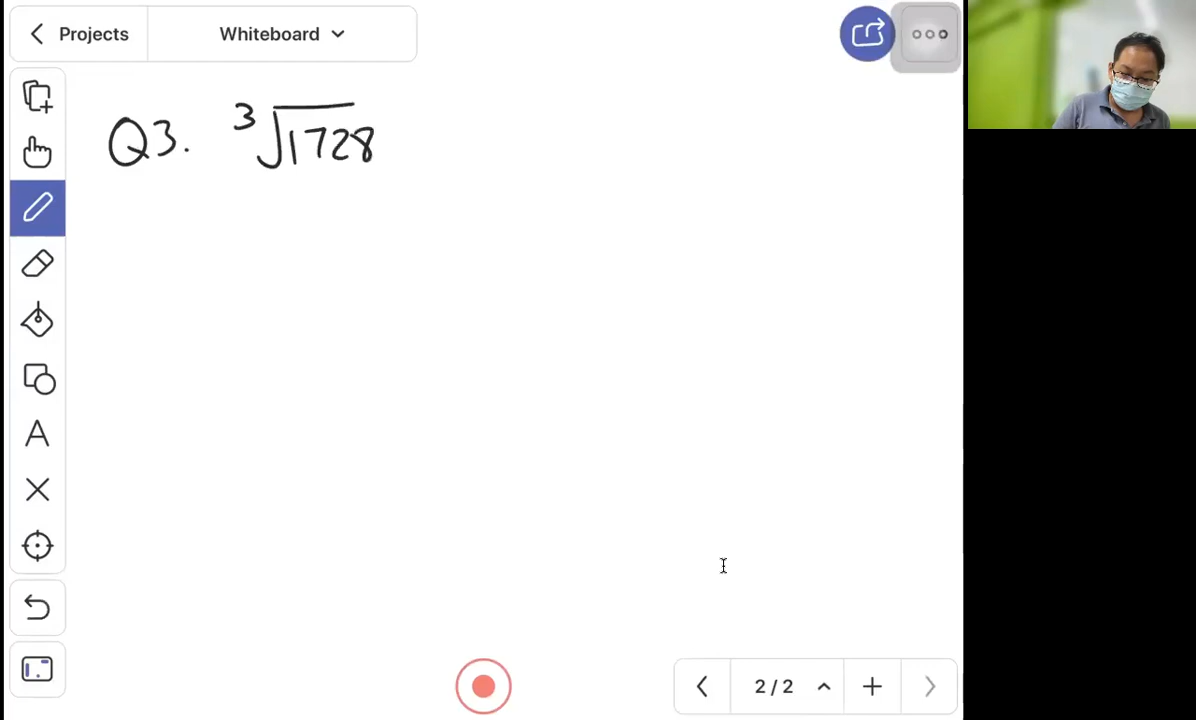 Projects
Whiteboard
Q3. ³√1728
A
2 / 2